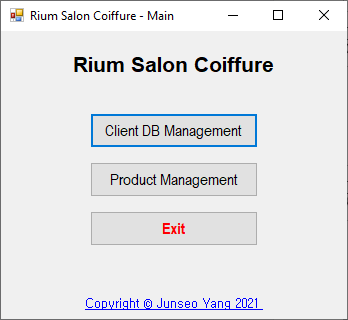 Rium Salon Coiffure - Main
Rium Salon Coiffure
Client DB Management
Product Management
Exit
Copyright © Junseo Yang 2021